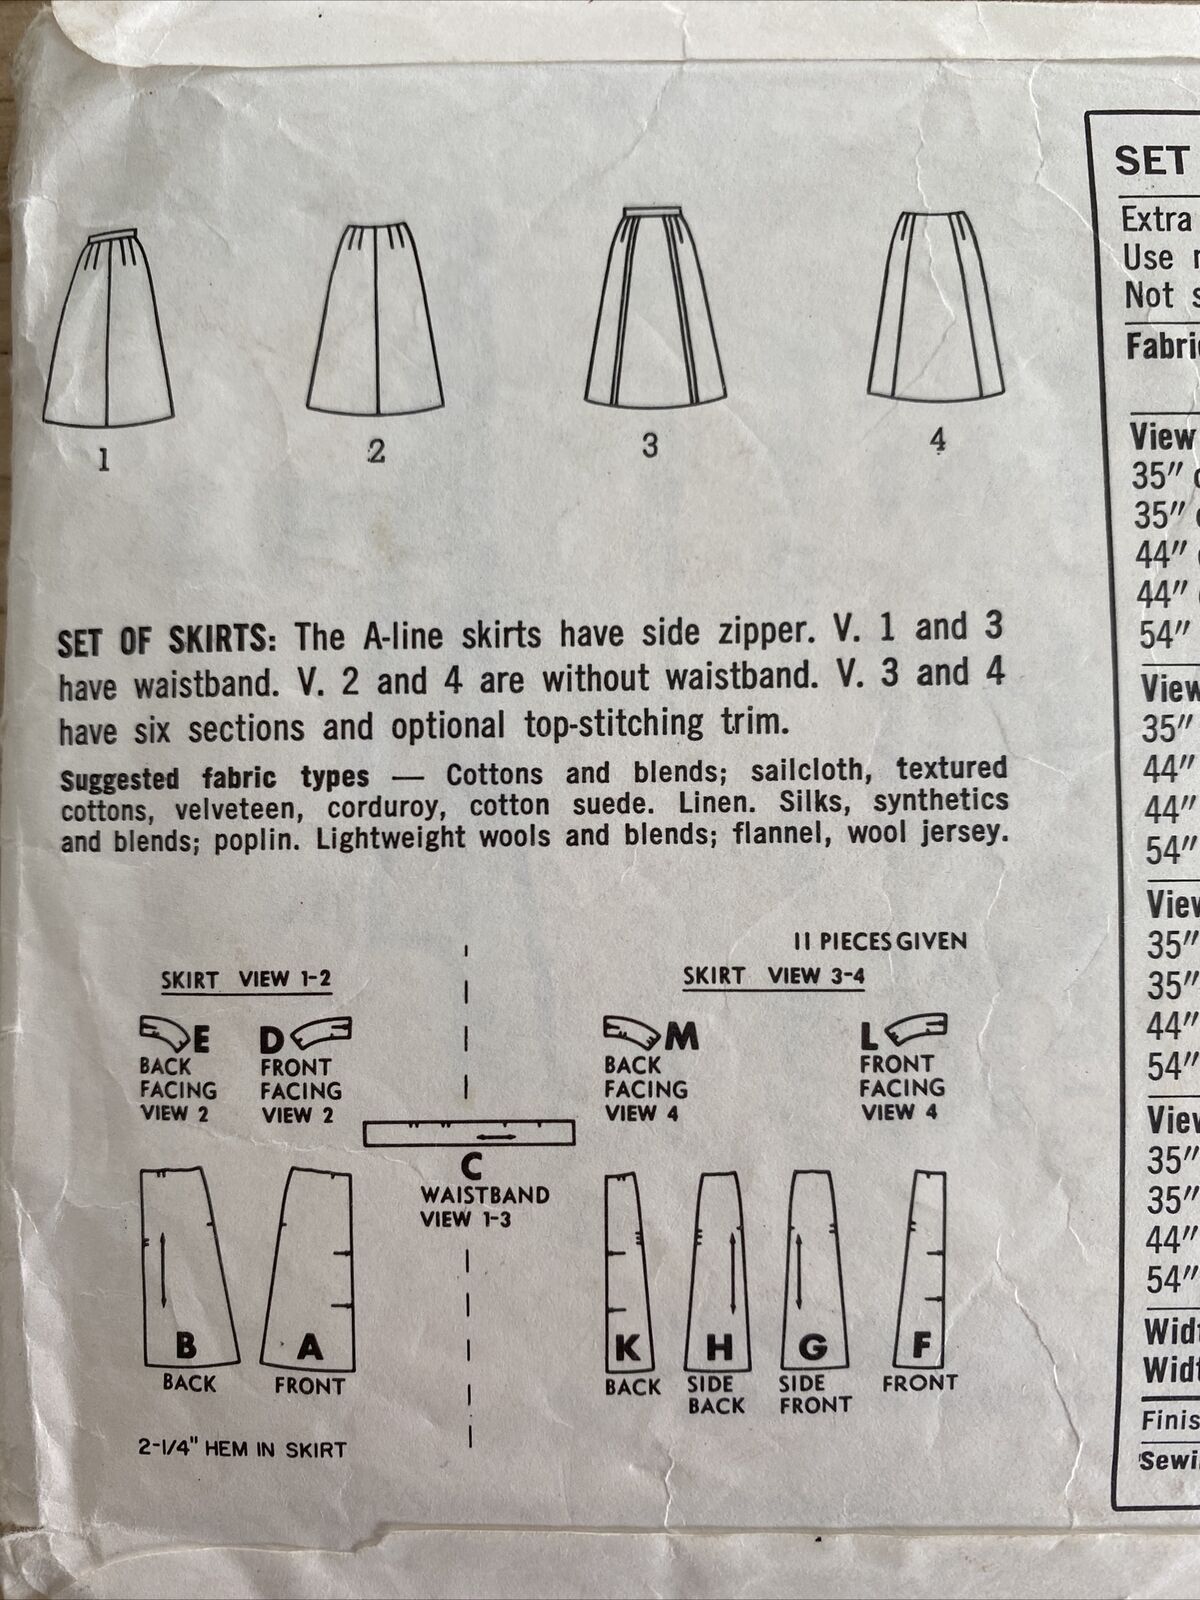 1
2
3
4
SET OF SKIRTS: The A-line skirts have side zipper. V. 1 and 3
have waistband. V. 2 and 4 are without waistband. V. 3 and 4
have six sections and optional top-stitching trim.
Suggested fabric types — Cottons and blends; sailcloth, textured
cottons, velveteen, corduroy, cotton suede. Linen. Silks, synthetics
and blends; poplin. Lightweight wools and blends; flannel, wool jersey.
11 PIECES GIVEN
SKIRT VIEW 1-2
SKIRT VIEW 3-4
E
BACK
FACING
VIEW 2
D
FRONT
FACING
VIEW 2
C
WAISTBAND
VIEW 1-3
M
BACK
FACING
VIEW 4
L
FRONT
FACING
VIEW 4
B
BACK
A
FRONT
K
BACK
H
SIDE
BACK
G
SIDE
FRONT
F
FRONT
2-1/4" HEM IN SKIRT
SET
Extra
Use
Not
View
35"
35"
44"
44"
54"
View
35"
44"
44"
54"
View
35"
35"
44"
54"
View
35"
35"
44"
54"